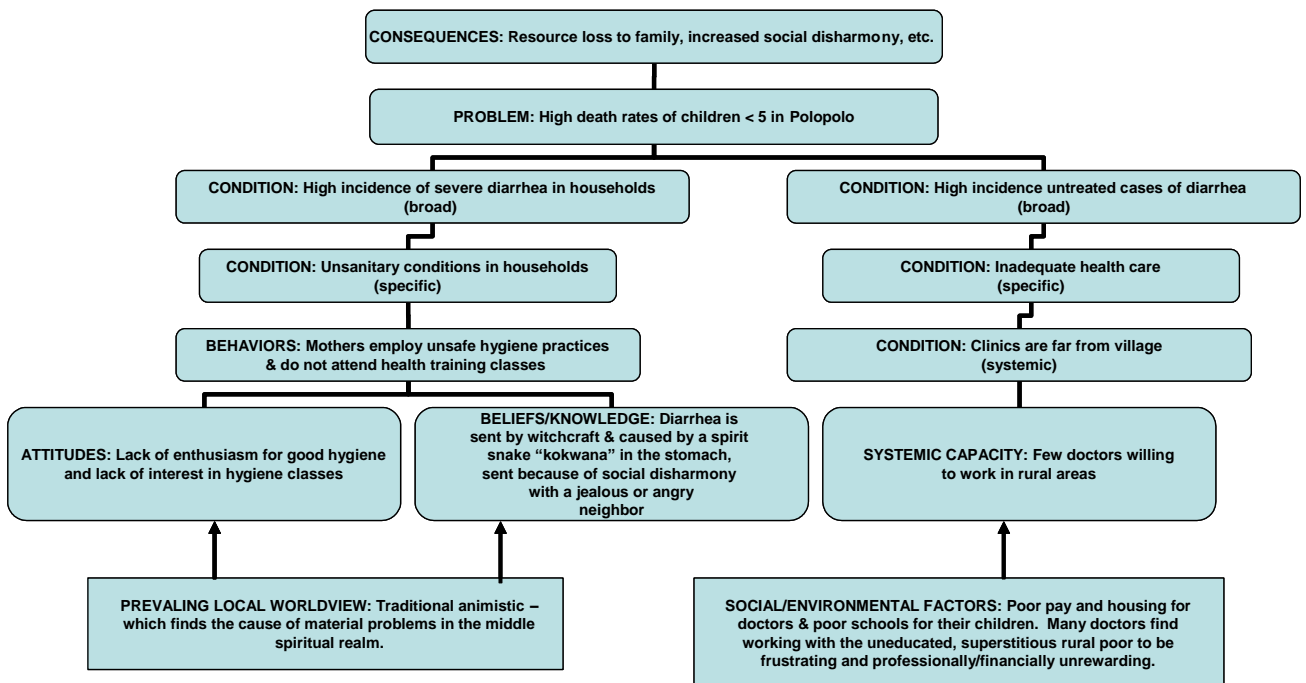 CONSEQUENCES: Resource loss to family, increased social disharmony, etc.
PROBLEM: High death rates of children < 5 in Polopolo
CONDITION: High incidence of severe diarrhea in households
(broad)
CONDITION: High incidence untreated cases of diarrhea
(broad)
CONDITION: Unsanitary conditions in households
(specific)
CONDITION: Inadequate health care
(specific)
BEHAVIORS: Mothers employ unsafe hygiene practices
& do not attend health training classes
CONDITION: Clinics are far from village
(systemic)
ATTITUDES: Lack of enthusiasm for good hygiene
and lack of interest in hygiene classes
BELIEFS/KNOWLEDGE: Diarrhea is
sent by witchcraft & caused by a spirit
snake “kokwana” in the stomach,
sent because of social disharmony
with a jealous or angry
neighbor
SYSTEMIC CAPACITY: Few doctors willing
to work in rural areas
PREVALING LOCAL WORLDVIEW: Traditional animistic –
which finds the cause of material problems in the middle
spiritual realm.
SOCIAL/ENVIRONMENTAL FACTORS: Poor pay and housing for
doctors & poor schools for their children. Many doctors find
working with the uneducated, superstitious rural poor to be
frustrating and professionally/financially unrewarding.